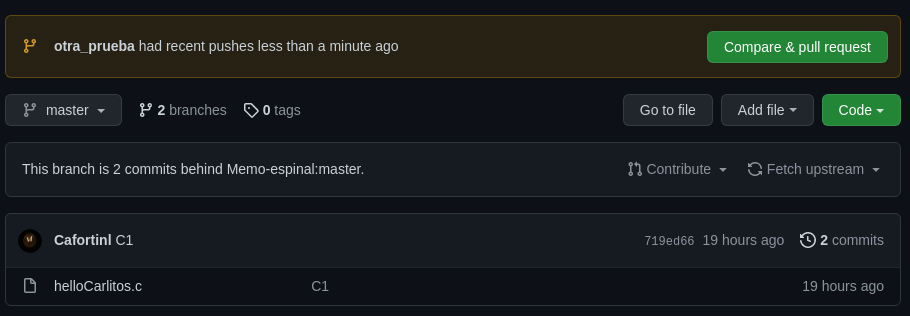 otra_prueba had recent pushes less than a minute ago Compare & pull request
master 2 branches 0 tags Go to file Add file Code
This branch is 2 commits behind Memo-espinal:master. Contribute Fetch upstream
Cafortinl C1 719ed66 19 hours ago 2 commits
helloCarlitos.c C1 19 hours ago